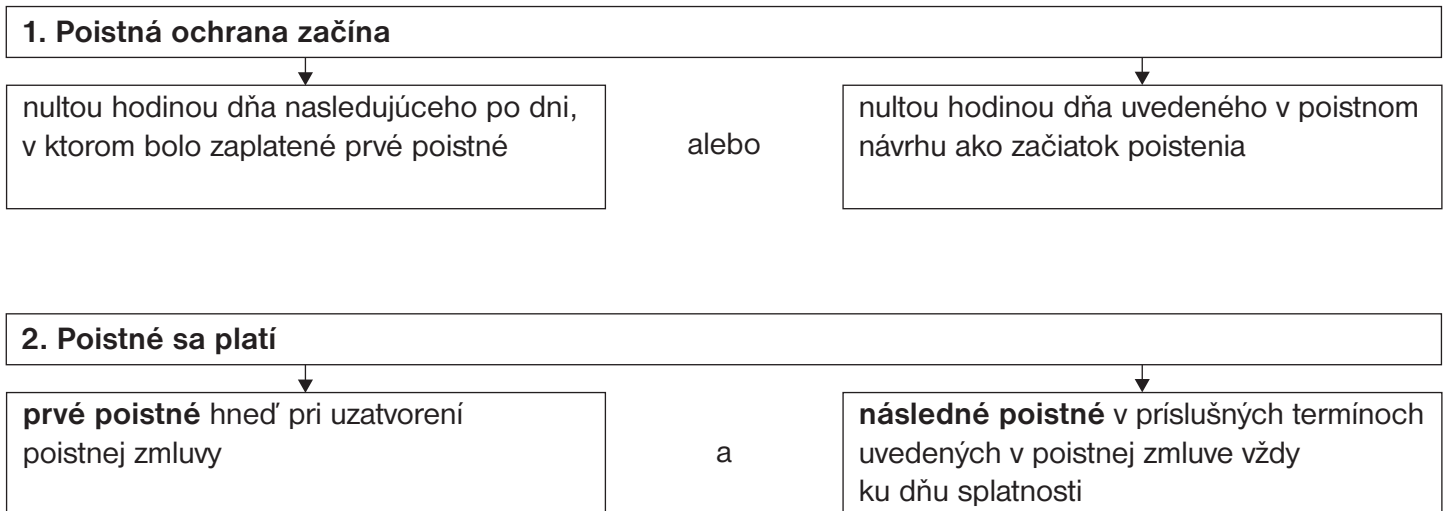 1. Poistná ochrana začína
nultou hodinou dňa nasledujúceho po dni,
v ktorom bolo zaplatené prvé poistné
alebo
nultou hodinou dňa uvedeného v poistnom
návrhu ako začiatok poistenia
2. Poistné sa platí
prvé poistné hneď pri uzatvorení
poistnej zmluvy
a
následné poistné v príslušných termínoch
uvedených v poistnej zmluve vždy
ku dňu splatnosti